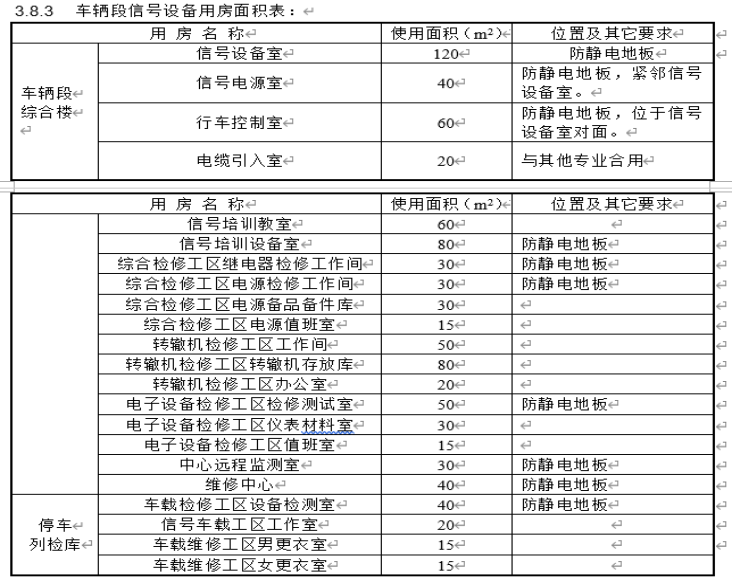 3.8.3 车辆段信号设备用房面积表：
用 房 名 称 使用面积（m²） 位置及其它要求
车辆段
综合楼
信号设备室 120 防静电地板
信号电源室 40 防静电地板，紧邻信号
设备室。
行车控制室 60 防静电地板，位于信号
设备室对面。
电缆引入室 20 与其他专业合用
用 房 名 称 使用面积（m²） 位置及其它要求
信号培训教室 60
信号培训设备室 80 防静电地板
综合检修工区继电器检修工作间 30 防静电地板
综合检修工区电源检修工作间 30 防静电地板
综合检修工区电源备品备件库 30
综合检修工区电源值班室 15
转辙机检修工区工作间 50
转辙机检修工区转辙机存放库 80
转辙机检修工区办公室 20
电子设备检修工区检修测试室 50 防静电地板
电子设备检修工区仪表材料室 30
电子设备检修工区值班室 15
中心远程监测室 30 防静电地板
维修中心 40 防静电地板
停车
列检库
车载检修工区设备检测室 40 防静电地板
信号车载工区工作室 20
车载维修工区男更衣室 15
车载维修工区女更衣室 15